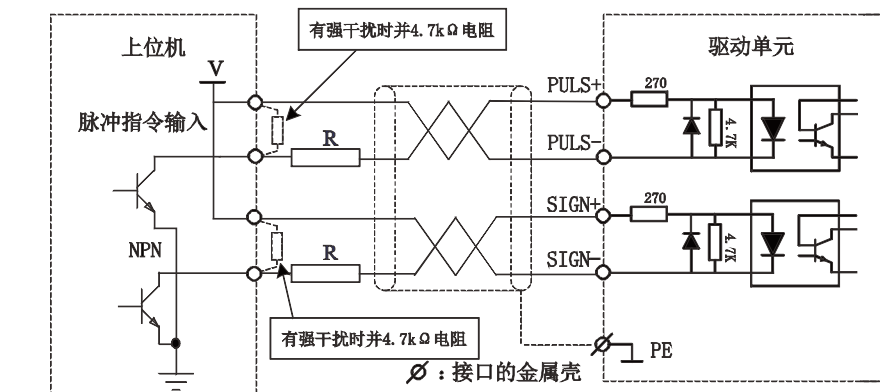 有强干扰时并4.7kΩ电阻
上位机
驱动单元
V
PULS+
270
脉冲指令输入
R
PULS-
4.7K
SIGN+
270
NPN
R
SIGN-
4.7K
有强干扰时并4.7kΩ电阻
PE
：接口的金属壳